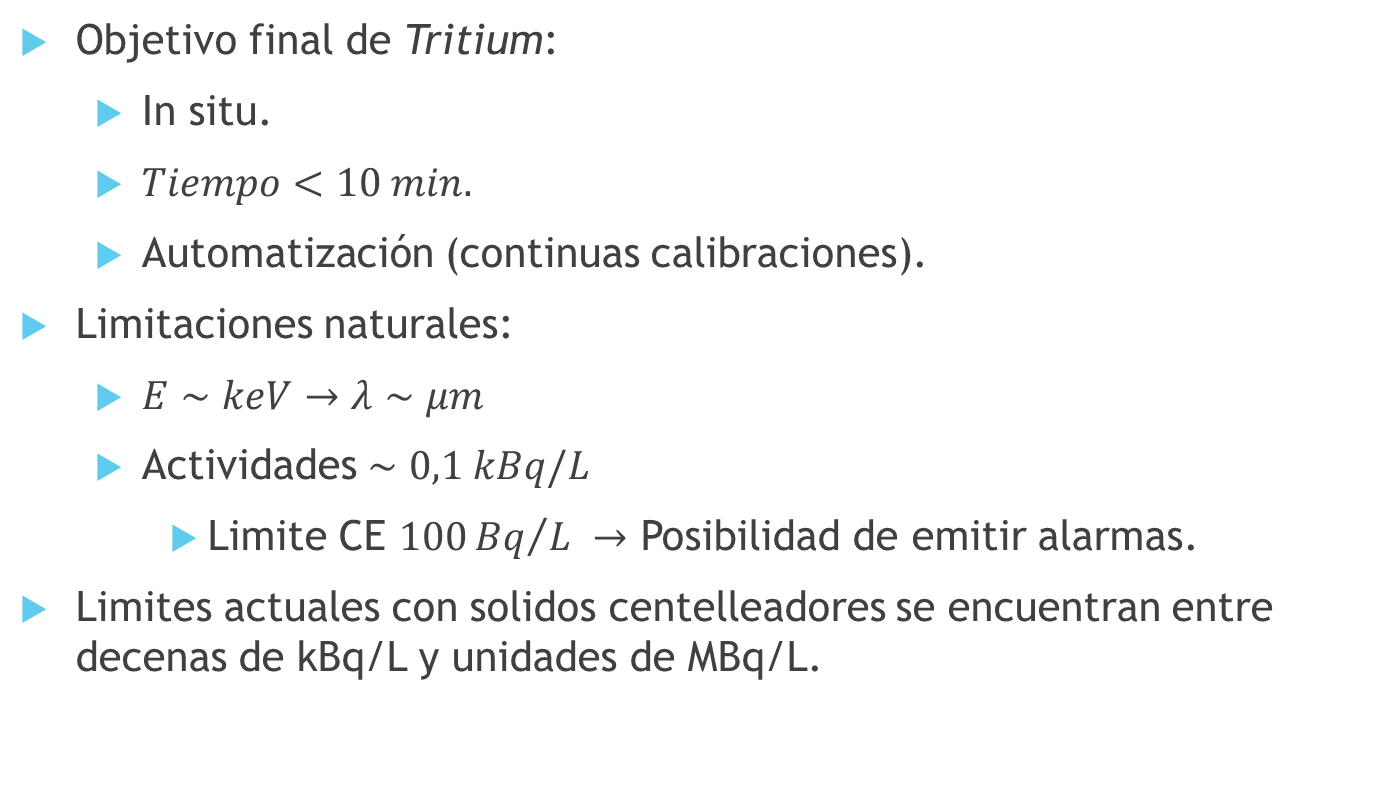 Objetivo final de Tritium:
In situ.
Tiempo < 10 min.
Automatización (continuas calibraciones).
Limitaciones naturales:
E ~ keV → λ ~ μm
Actividades ~ 0,1 kBq/L
Limite CE 100 Bq/L → Posibilidad de emitir alarmas.
Limites actuales con solidos centelleadores se encuentran entre
decenas de kBq/L y unidades de MBq/L.